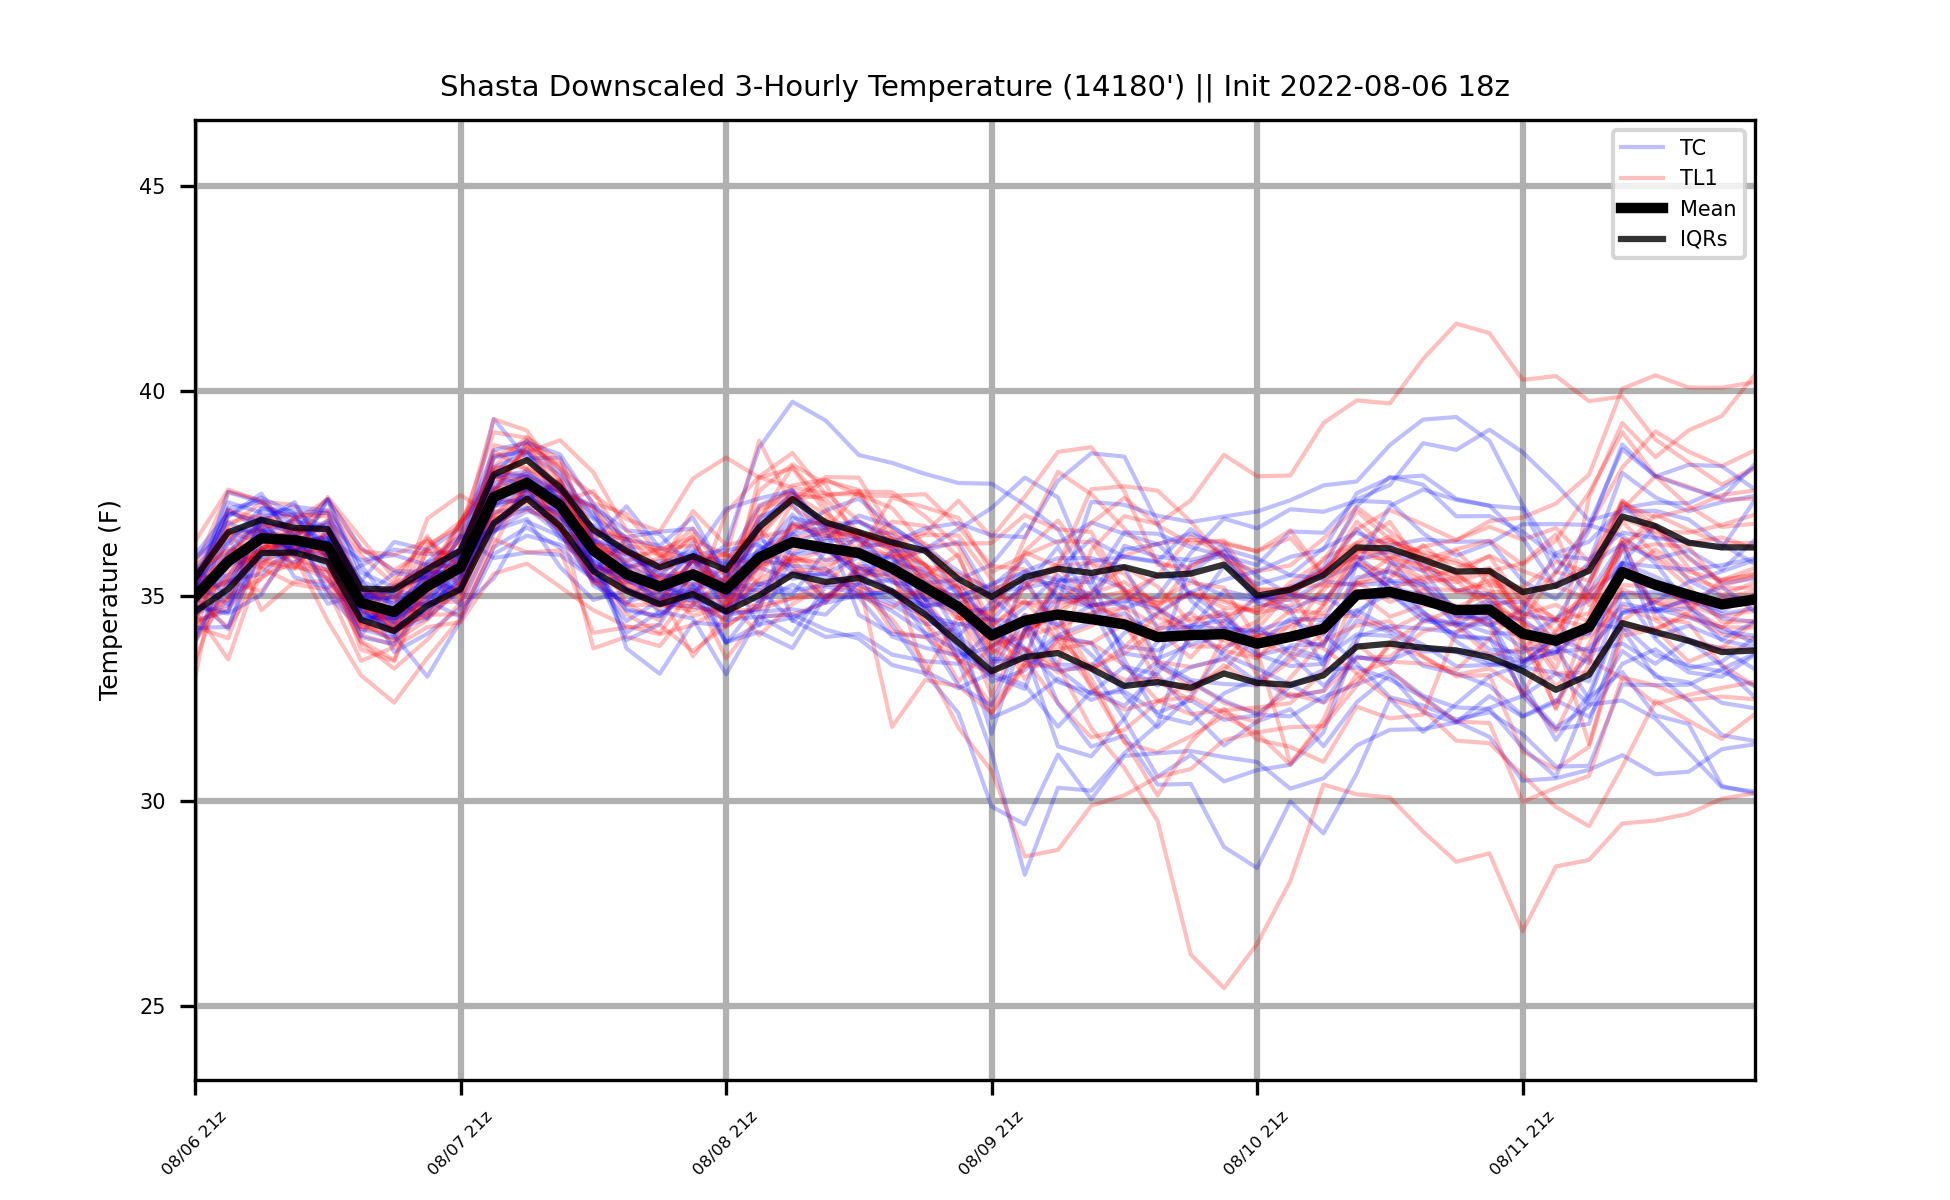 Shasta Downscaled 3-Hourly Temperature (14180') || Init 2022-08-06 18z
TC
TL1
Mean
IQRs
Temperature (F)
45
40
35
30
25
08/06 21z
08/07 21z
08/08 21z
08/09 21z
08/10 21z
08/11 21z